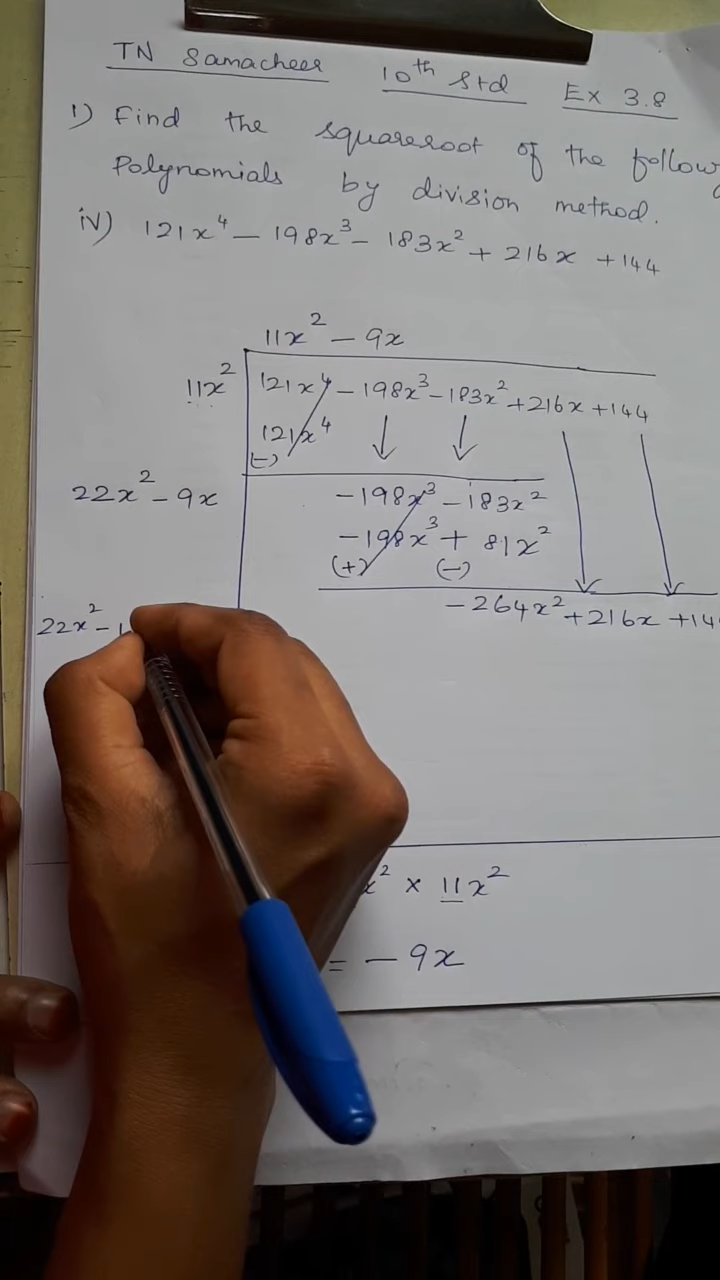 TN Samacheer 10th Std Ex 3.8
1) Find the squareroot of the follow
Polynomials by division method.
iv) 121x⁴ – 198x³ – 183x² + 216x + 144
11x² – 9x
11x² 121x⁴ – 198x³ – 183x² + 216x + 144
121x⁴
(–)
22x² – 9x – 198x³ – 183x²
– 198x³ + 81x²
(+) (–)
22x² – 1 – 264x² + 216x + 14
x² × 11x²
= – 9x